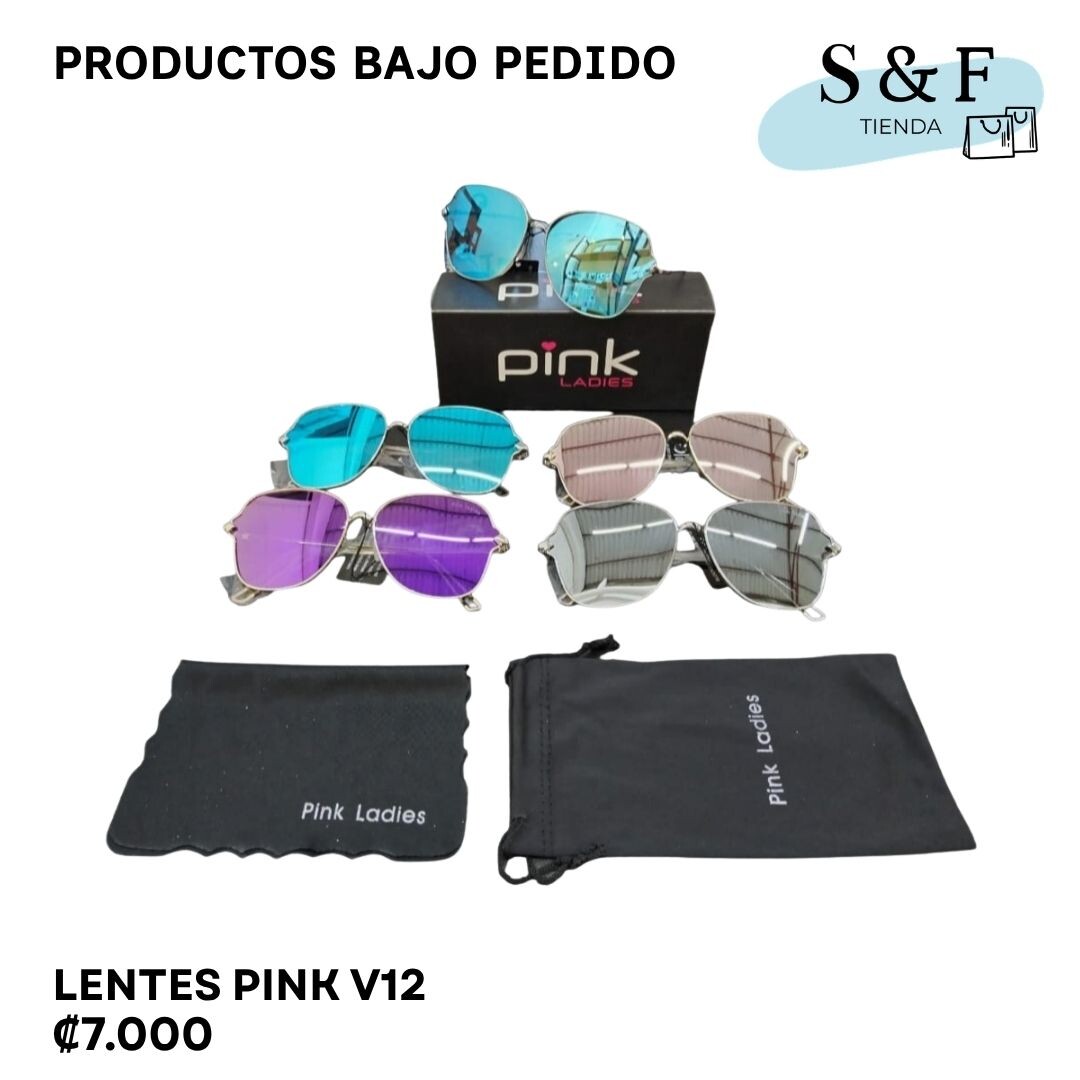 PRODUCTOS BAJO PEDIDO
S & F
TIENDA
pink
LADIES
Pink Ladies
Pink Ladies
LENTES PINK V12
₡7.000